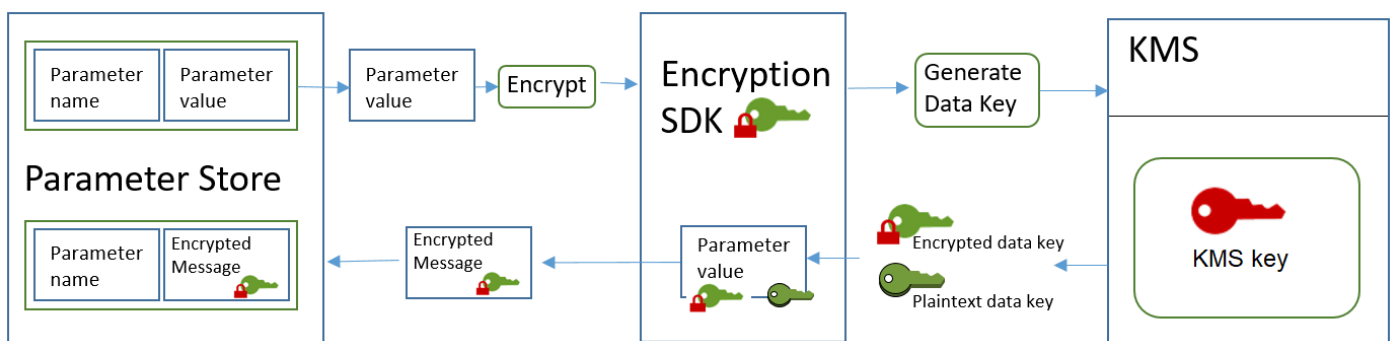 Parameter
name
Parameter
value
Parameter
value
Encrypt
Encryption
SDK
Generate
Data Key
KMS
Parameter Store
Parameter
name
Encrypted
Message
Encrypted
Message
Parameter
value
Encrypted data key
Plaintext data key
KMS key